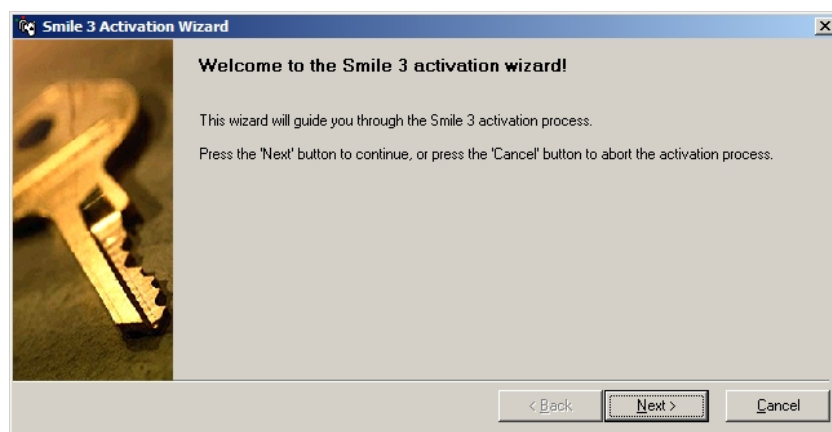 Smile 3 Activation Wizard
Welcome to the Smile 3 activation wizard!
This wizard will guide you through the Smile 3 activation process.
Press the 'Next' button to continue, or press the 'Cancel' button to abort the activation process.
< Back
Next >
Cancel